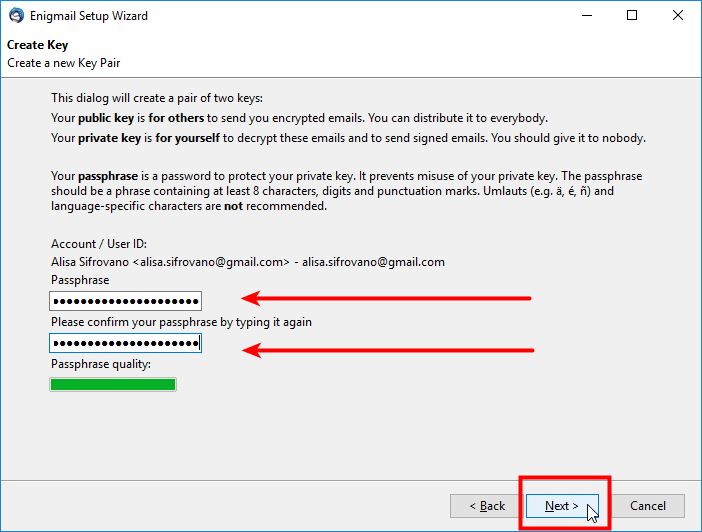 Enigmail Setup Wizard
Create Key
Create a new Key Pair
This dialog will create a pair of two keys:
Your public key is for others to send you encrypted emails. You can distribute it to everybody.
Your private key is for yourself to decrypt these emails and to send signed emails. You should give it to nobody.
Your passphrase is a password to protect your private key. It prevents misuse of your private key. The passphrase
should be a phrase containing at least 8 characters, digits and punctuation marks. Umlauts (e.g. ä, é, ñ) and
language-specific characters are not recommended.
Account / User ID:
Alisa Sifrovano <alisa.sifrovano@gmail.com> - alisa.sifrovano@gmail.com
Passphrase
Please confirm your passphrase by typing it again
Passphrase quality:
< Back Next > Cancel